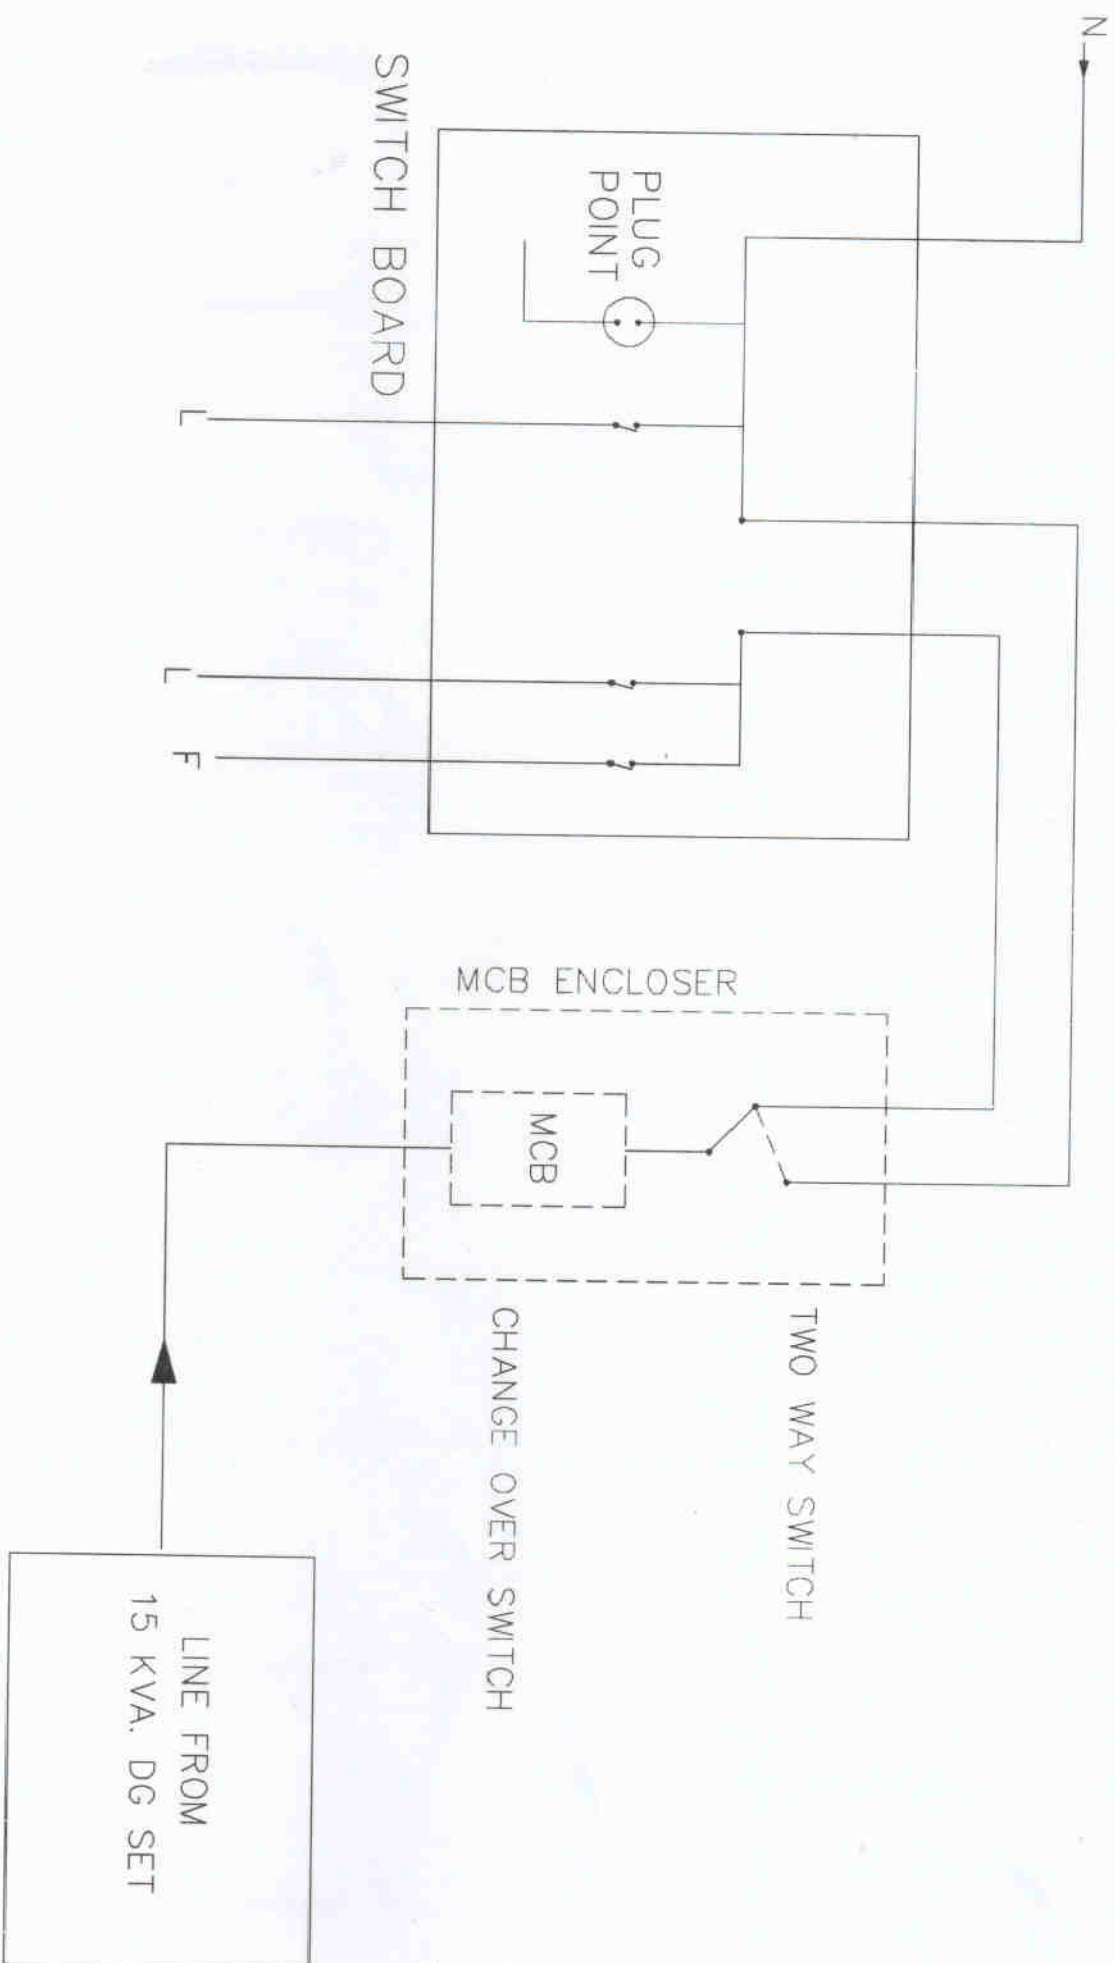 N
PLUG
POINT
SWITCH BOARD
L
L
F
MCB ENCLOSER
MCB
TWO WAY SWITCH
CHANGE OVER SWITCH
LINE FROM
15 KVA. DG SET